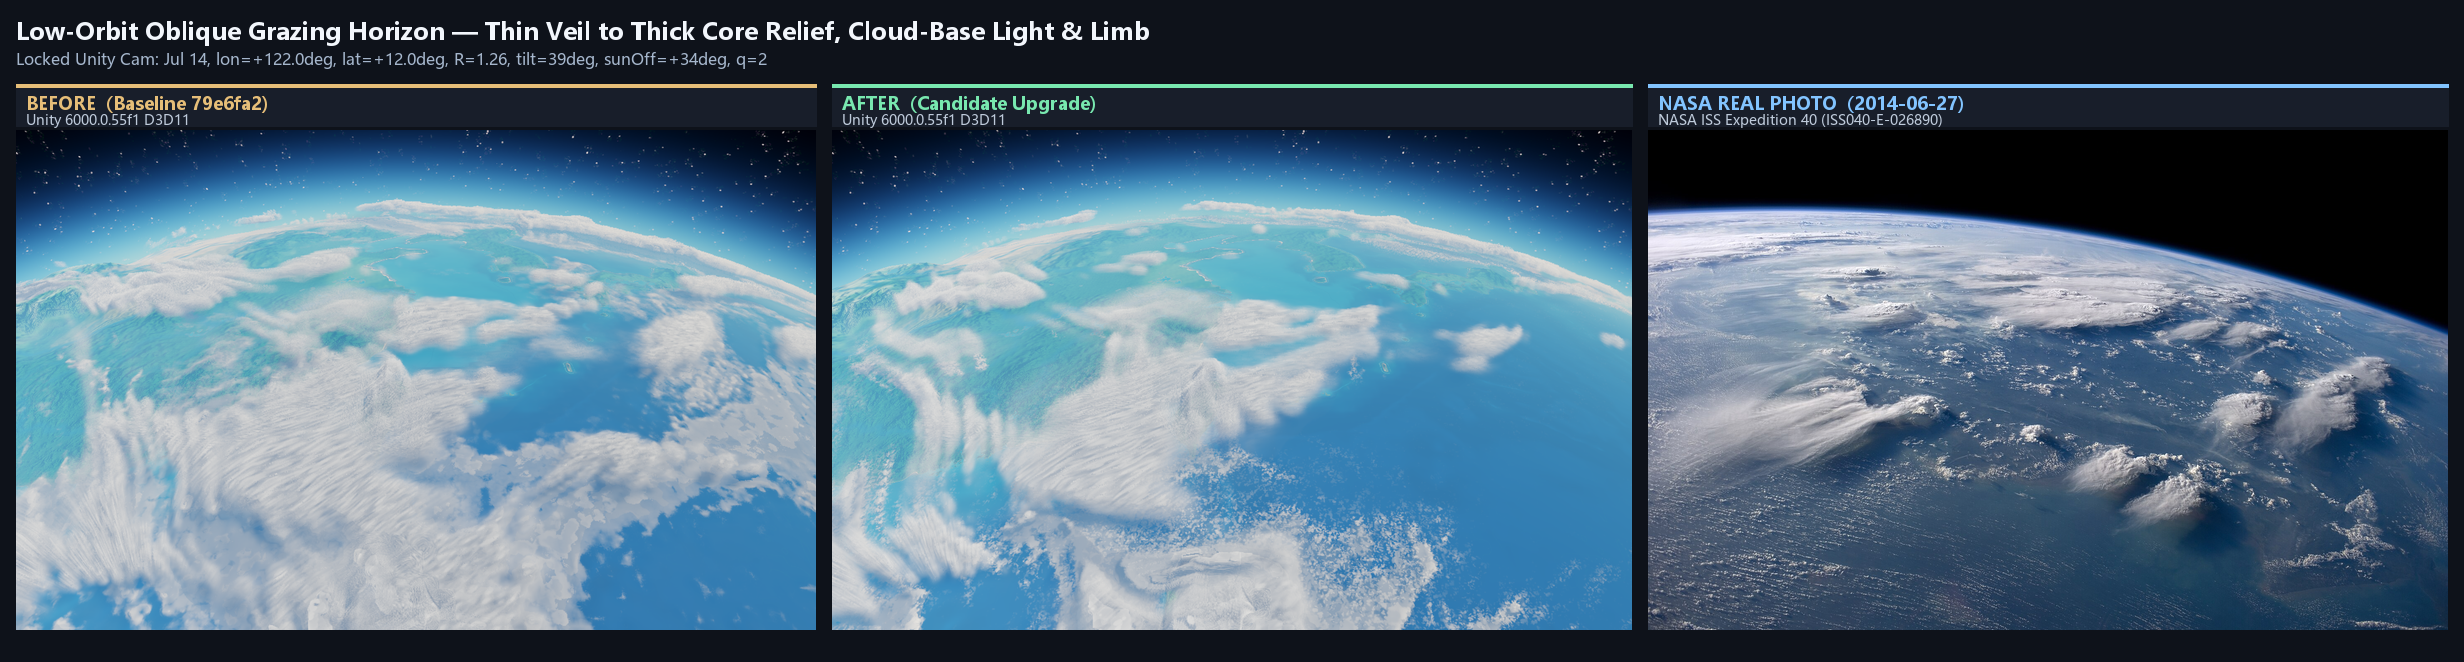 Low-Orbit Oblique Grazing Horizon — Thin Veil to Thick Core Relief, Cloud-Base Light & Limb
Locked Unity Cam: Jul 14, lon=+122.0deg, lat=+12.0deg, R=1.26, tilt=39deg, sunOff=+34deg, q=2
BEFORE (Baseline 79e6fa2)
Unity 6000.0.55f1 D3D11
AFTER (Candidate Upgrade)
Unity 6000.0.55f1 D3D11
NASA REAL PHOTO (2014-06-27)
NASA ISS Expedition 40 (ISS040-E-026890)